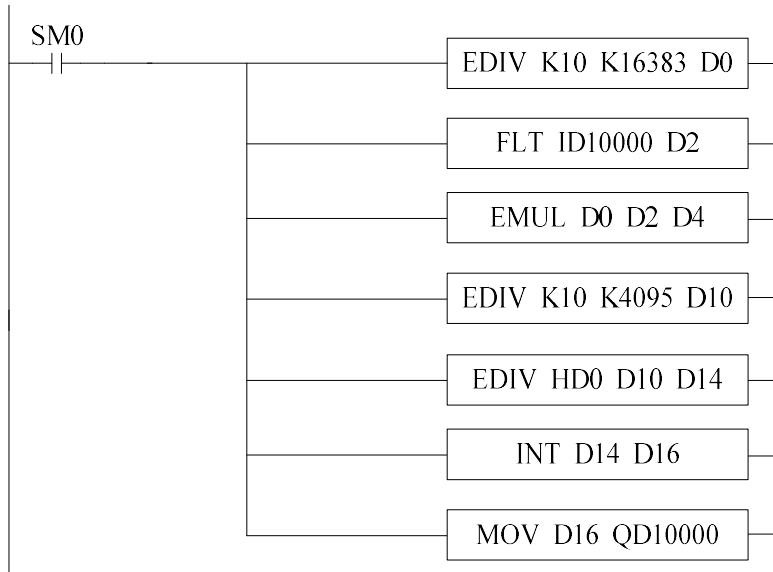 SM0
EDIV K10 K16383 D0
FLT ID10000 D2
EMUL D0 D2 D4
EDIV K10 K4095 D10
EDIV HD0 D10 D14
INT D14 D16
MOV D16 QD10000